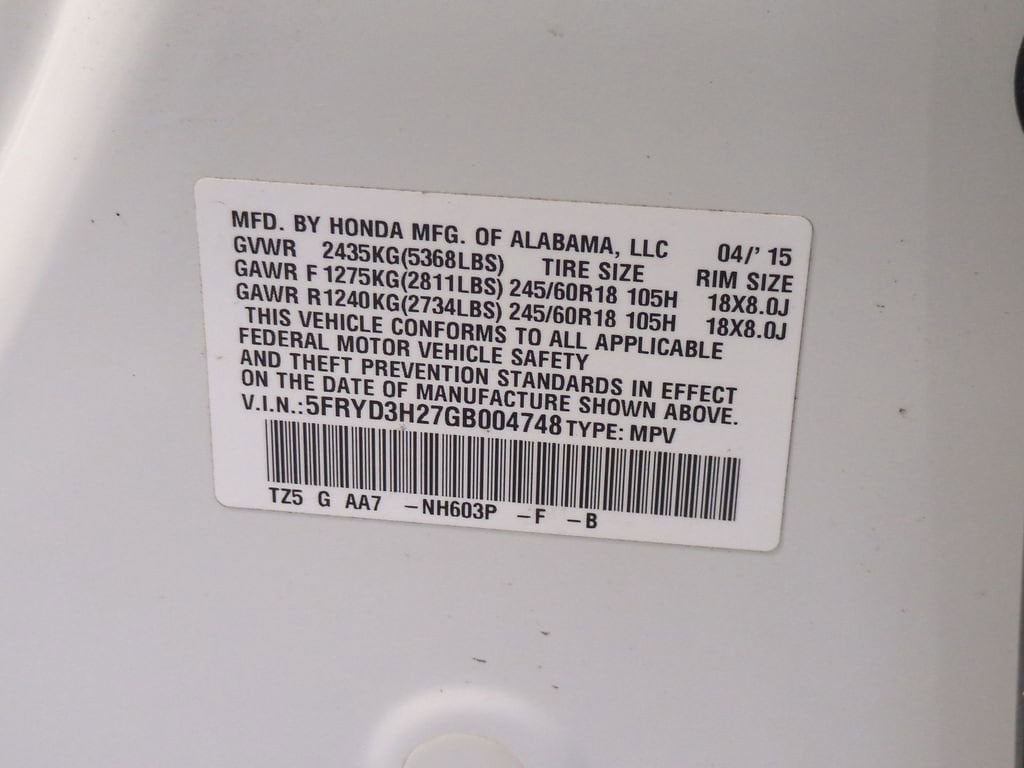 MFD. BY HONDA MFG. OF ALABAMA, LLC 04/' 15
GVWR 2435KG(5368LBS) TIRE SIZE RIM SIZE
GAWR F 1275KG(2811LBS) 245/60R18 105H 18X8.0J
GAWR R1240KG(2734LBS) 245/60R18 105H 18X8.0J
THIS VEHICLE CONFORMS TO ALL APPLICABLE
FEDERAL MOTOR VEHICLE SAFETY
AND THEFT PREVENTION STANDARDS IN EFFECT
ON THE DATE OF MANUFACTURE SHOWN ABOVE.
V.I.N.:5FRYD3H27GB004748 TYPE: MPV
TZ5 G AA7 -NH603P -F -B